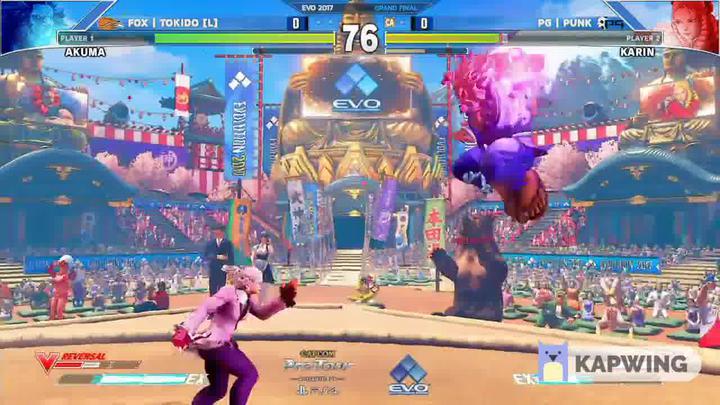 EVO 2017 GRAND FINAL
FOX | TOKIDO [L] 0 CA 0 PG | PUNK
PLAYER 1 76 PLAYER 2
AKUMA KARIN
EVO
REVERSAL
CAPCOM
Pro Tour
PS4
EVO
EX
EX
KAPWING